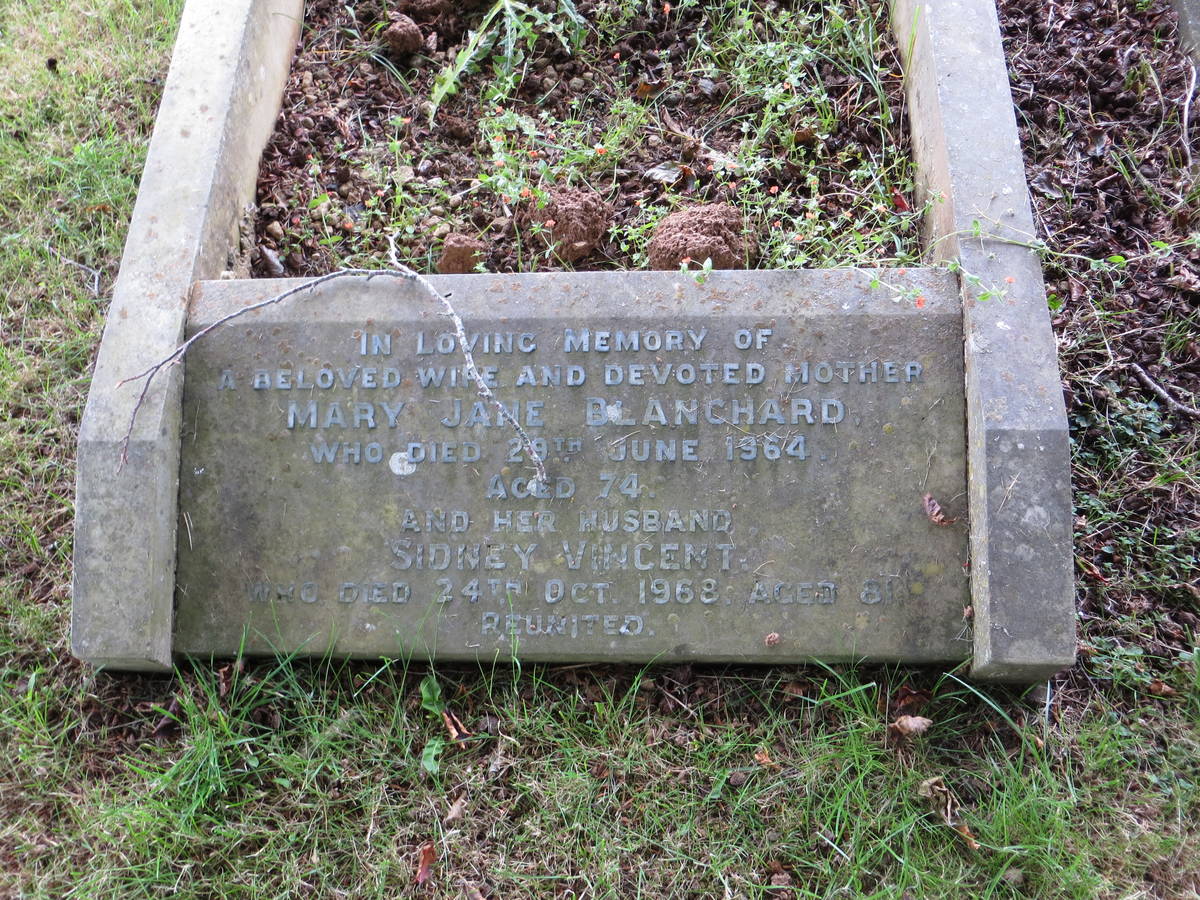 IN LOVING MEMORY OF
A BELOVED WIFE AND DEVOTED MOTHER
MARY JANE BLANCHARD,
WHO DIED 29TH JUNE 1964.
AGED 74.
AND HER HUSBAND
SIDNEY VINCENT.
WHO DIED 24TH OCT. 1968, AGED 81
REUNITED.